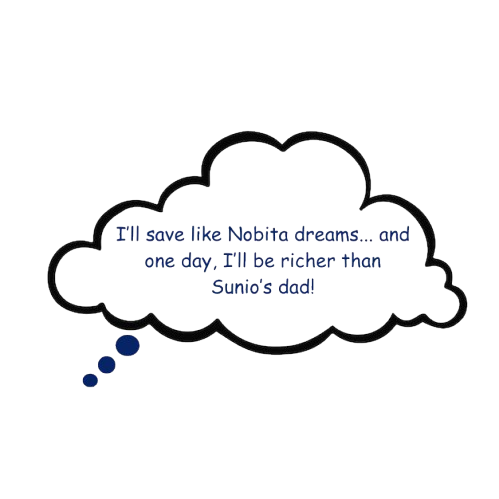 I'll save like Nobita dreams... and
one day, I'll be richer than
Sunio's dad!